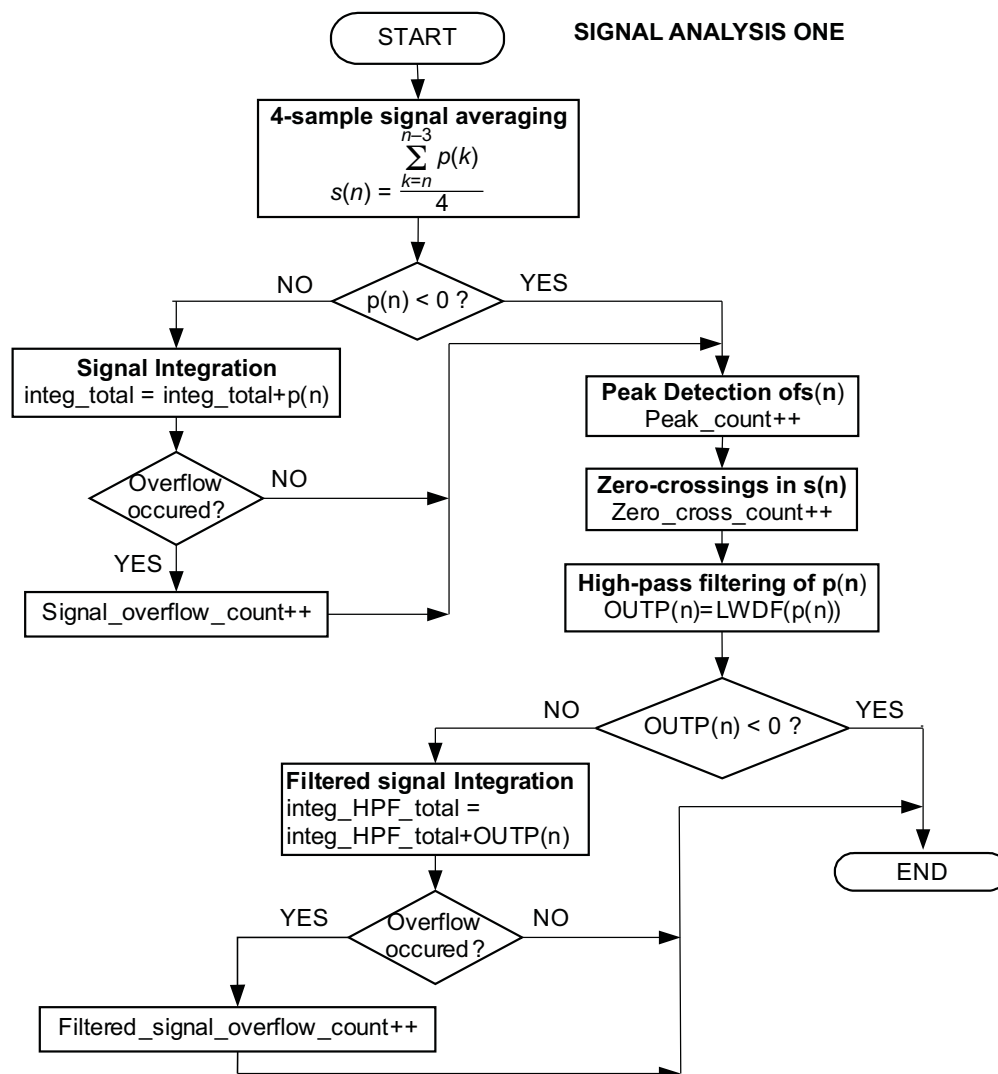 START
SIGNAL ANALYSIS ONE
4-sample signal averaging
n–3
∑ p(k)
k=n
s(n) =
4
p(n) < 0 ?
NO
YES
Signal Integration
integ_total = integ_total+p(n)
Overflow
occured?
NO
YES
Signal_overflow_count++
Peak Detection ofs(n)
Peak_count++
Zero-crossings in s(n)
Zero_cross_count++
High-pass filtering of p(n)
OUTP(n)=LWDF(p(n))
NO
OUTP(n) < 0 ?
YES
Filtered signal Integration
integ_HPF_total =
integ_HPF_total+OUTP(n)
END
YES
Overflow
occured?
NO
Filtered_signal_overflow_count++